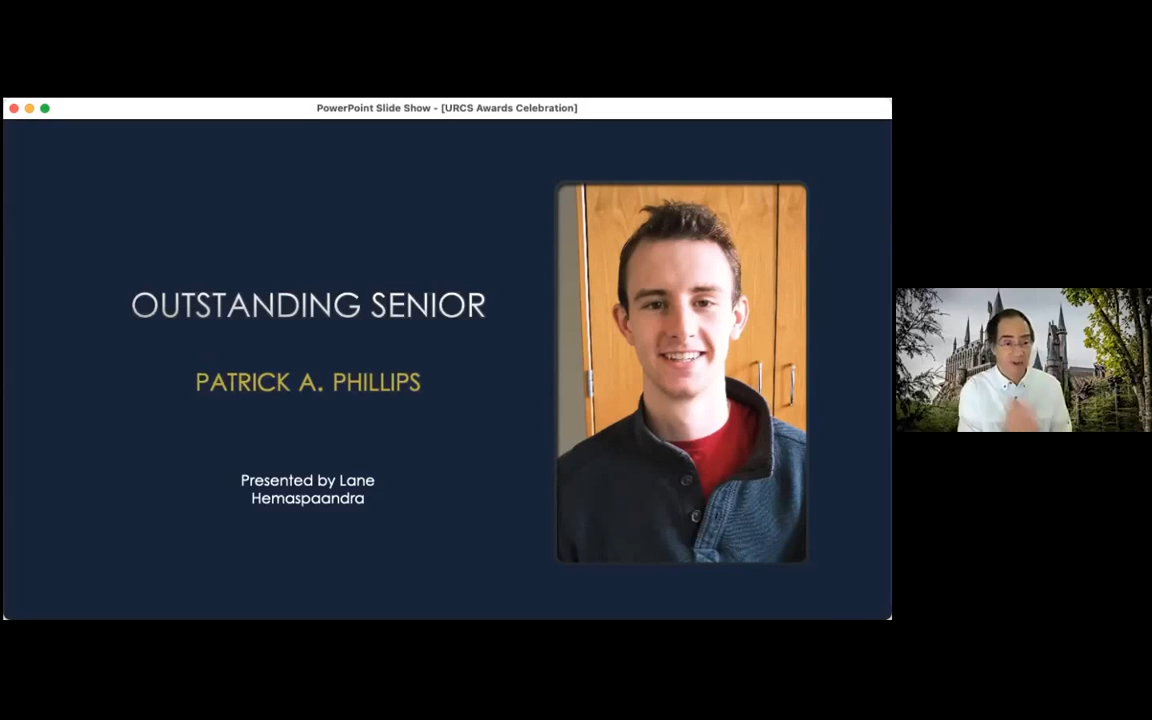 PowerPoint Slide Show - [URCS Awards Celebration]
OUTSTANDING SENIOR
PATRICK A. PHILLIPS
Presented by Lane
Hemaspaandra